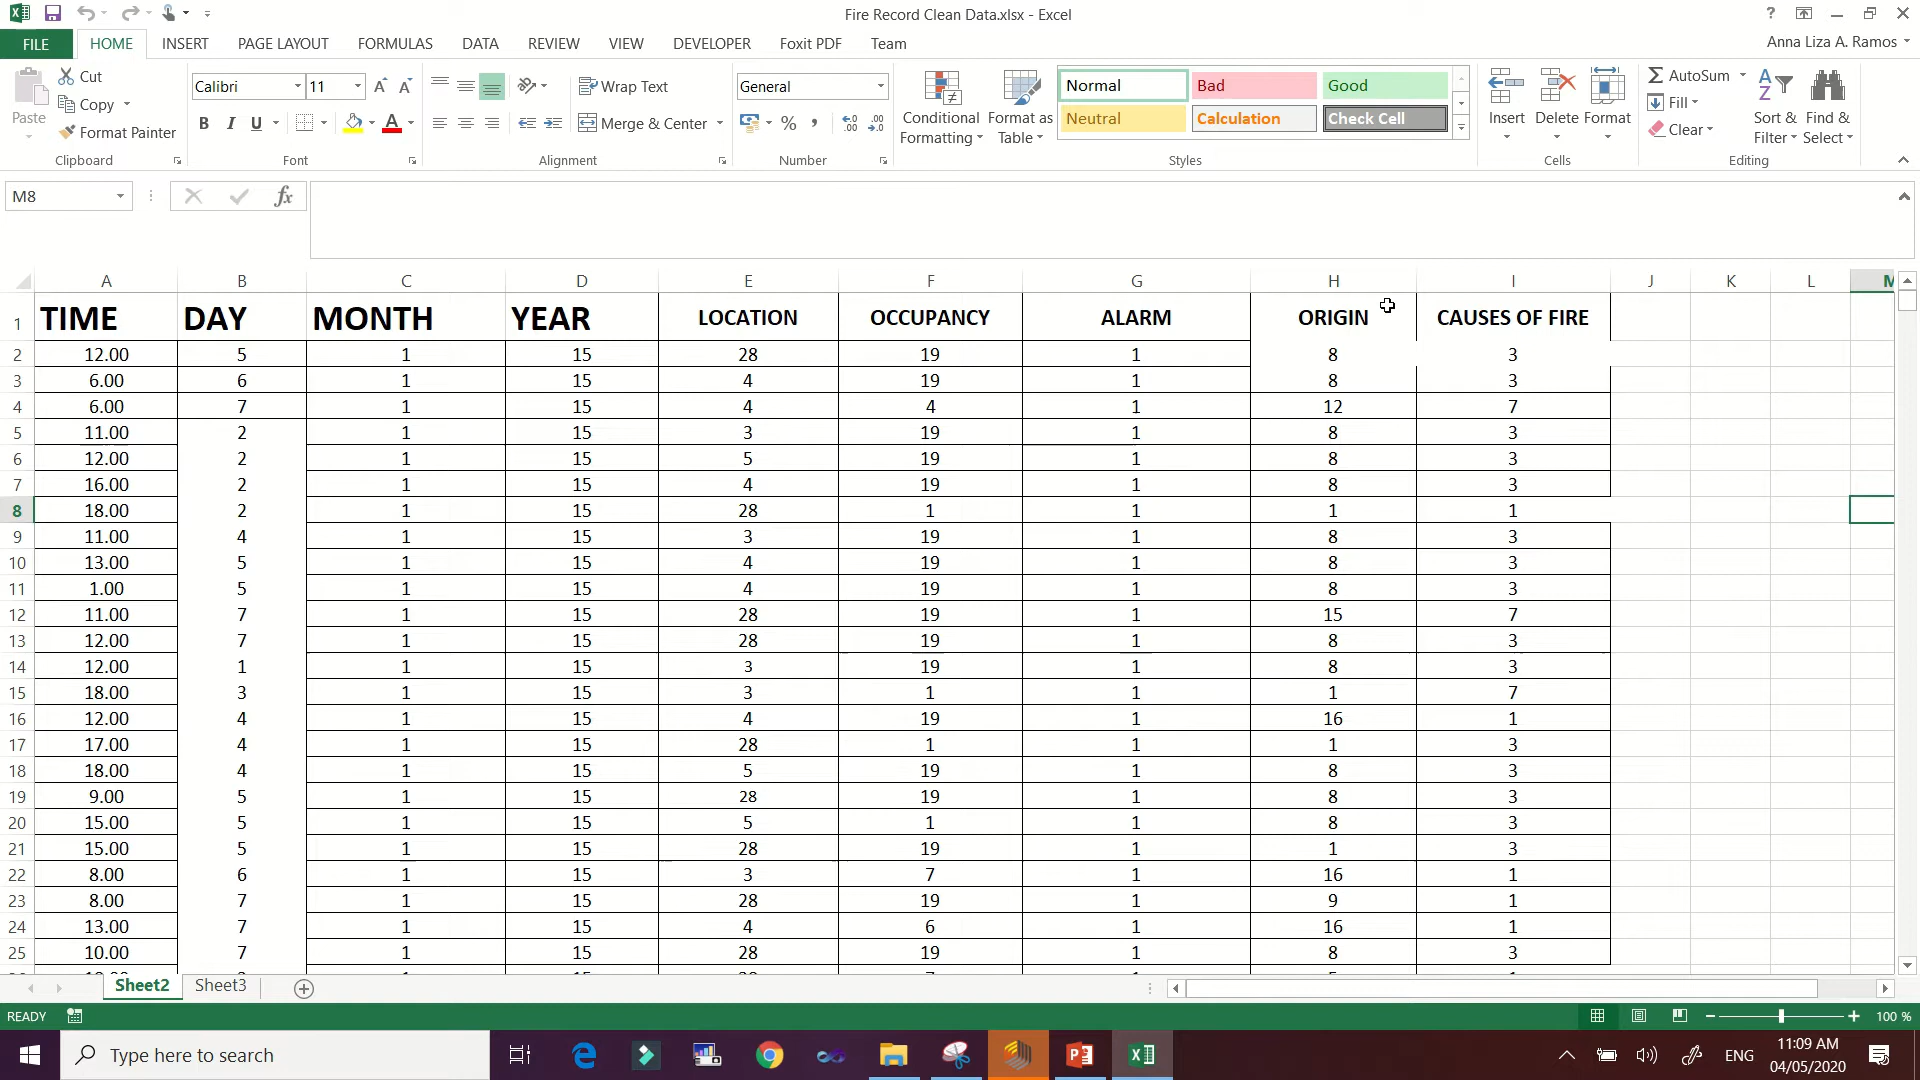 Fire Record Clean Data.xlsx - Excel
FILE HOME INSERT PAGE LAYOUT FORMULAS DATA REVIEW VIEW DEVELOPER Foxit PDF Team Anna Liza A. Ramos
Paste Cut Copy Format Painter Clipboard
Calibri 11 Font
Wrap Text Merge & Center Alignment
General Number
Conditional Formatting Format as Table
Normal Bad Good
Neutral Calculation Check Cell
Styles
Insert Delete Format Cells
AutoSum Fill Clear Sort & Filter Find & Select Editing
M8
A B C D E F G H I J K L M
1 TIME DAY MONTH YEAR LOCATION OCCUPANCY ALARM ORIGIN CAUSES OF FIRE
2 12.00 5 1 15 28 19 1 8 3
3 6.00 6 1 15 4 19 1 8 3
4 6.00 7 1 15 4 4 1 12 7
5 11.00 2 1 15 3 19 1 8 3
6 12.00 2 1 15 5 19 1 8 3
7 16.00 2 1 15 4 19 1 8 3
8 18.00 2 1 15 28 1 1 1 1
9 11.00 4 1 15 3 19 1 8 3
10 13.00 5 1 15 4 19 1 8 3
11 1.00 5 1 15 4 19 1 8 3
12 11.00 7 1 15 28 19 1 15 7
13 12.00 7 1 15 28 19 1 8 3
14 12.00 1 1 15 3 19 1 8 3
15 18.00 3 1 15 3 1 1 1 7
16 12.00 4 1 15 4 19 1 16 1
17 17.00 4 1 15 28 1 1 1 3
18 18.00 4 1 15 5 19 1 8 3
19 9.00 5 1 15 28 19 1 8 3
20 15.00 5 1 15 5 1 1 8 3
21 15.00 5 1 15 28 19 1 1 3
22 8.00 6 1 15 3 7 1 16 1
23 8.00 7 1 15 28 19 1 9 1
24 13.00 7 1 15 4 6 1 16 1
25 10.00 7 1 15 28 19 1 8 3
Sheet2 Sheet3
READY 100 %
Type here to search ENG 11:09 AM
04/05/2020